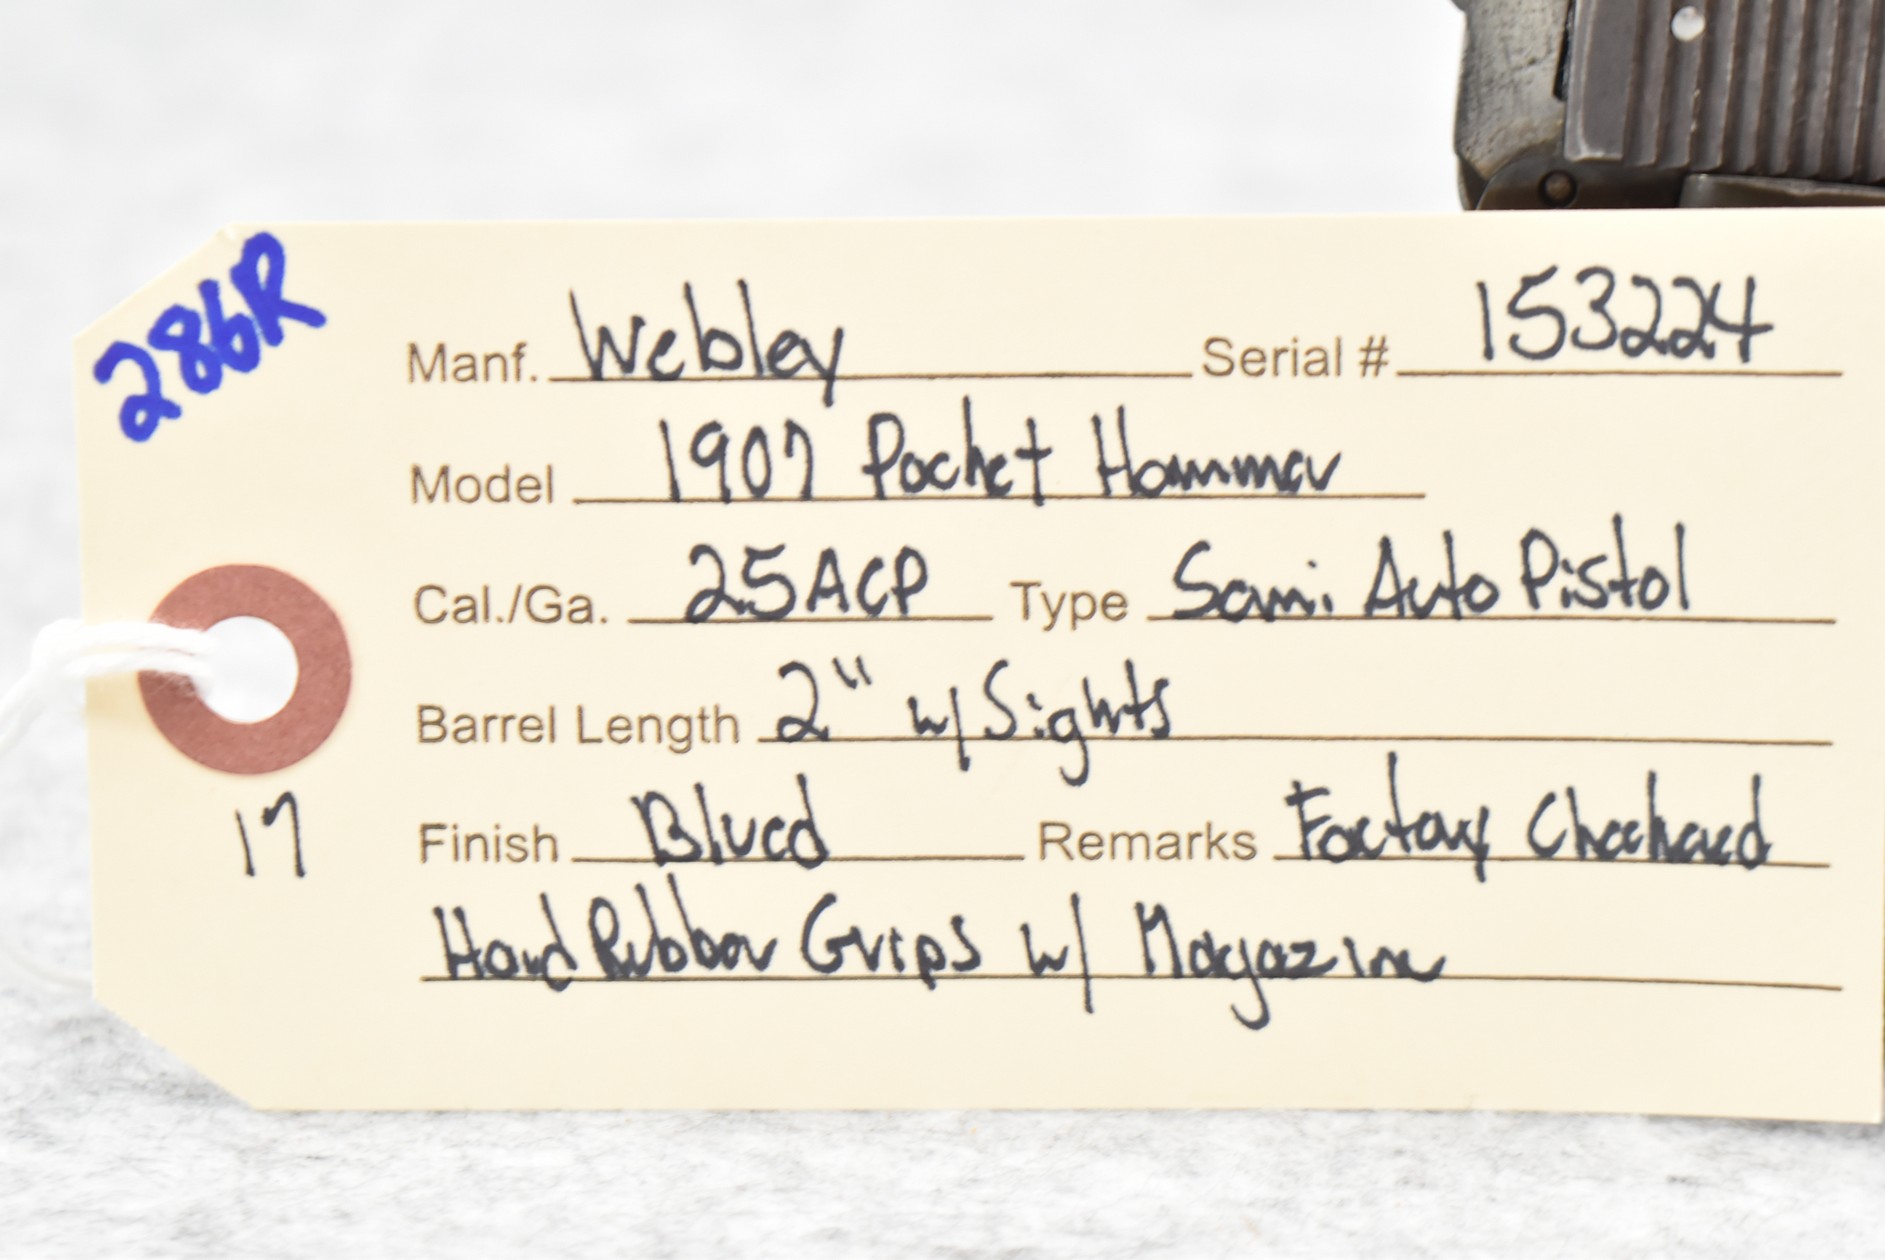 286R
Manf. Webley Serial # 153224
Model 1907 Pocket Hammer
Cal./Ga. 25ACP Type Semi Auto Pistol
Barrel Length 2" w/ Sights
Finish Blued Remarks Factory Checkered
Hard Rubber Grips w/ Magazine
17